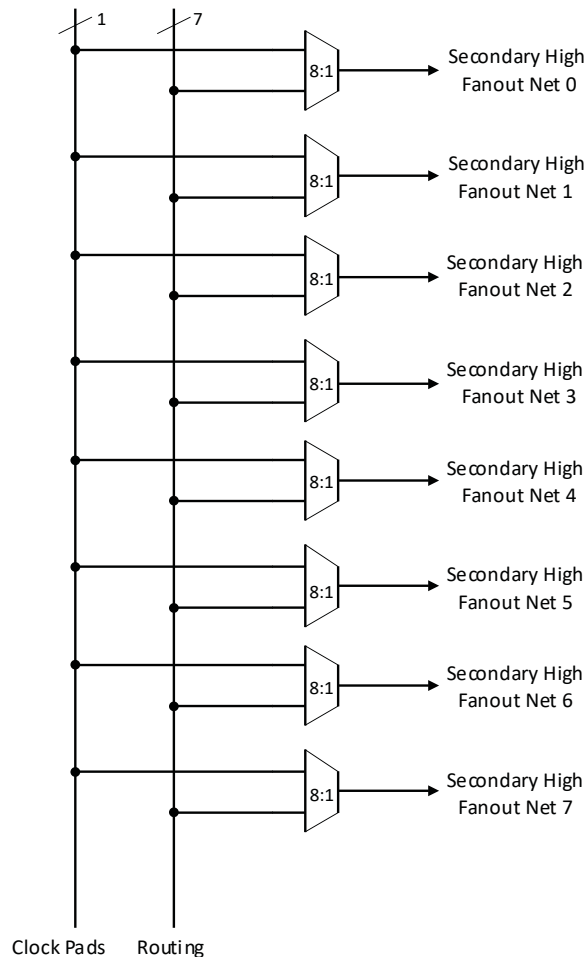 1
7
8:1
Secondary High
Fanout Net 0
8:1
Secondary High
Fanout Net 1
8:1
Secondary High
Fanout Net 2
8:1
Secondary High
Fanout Net 3
8:1
Secondary High
Fanout Net 4
8:1
Secondary High
Fanout Net 5
8:1
Secondary High
Fanout Net 6
8:1
Secondary High
Fanout Net 7
Clock Pads
Routing